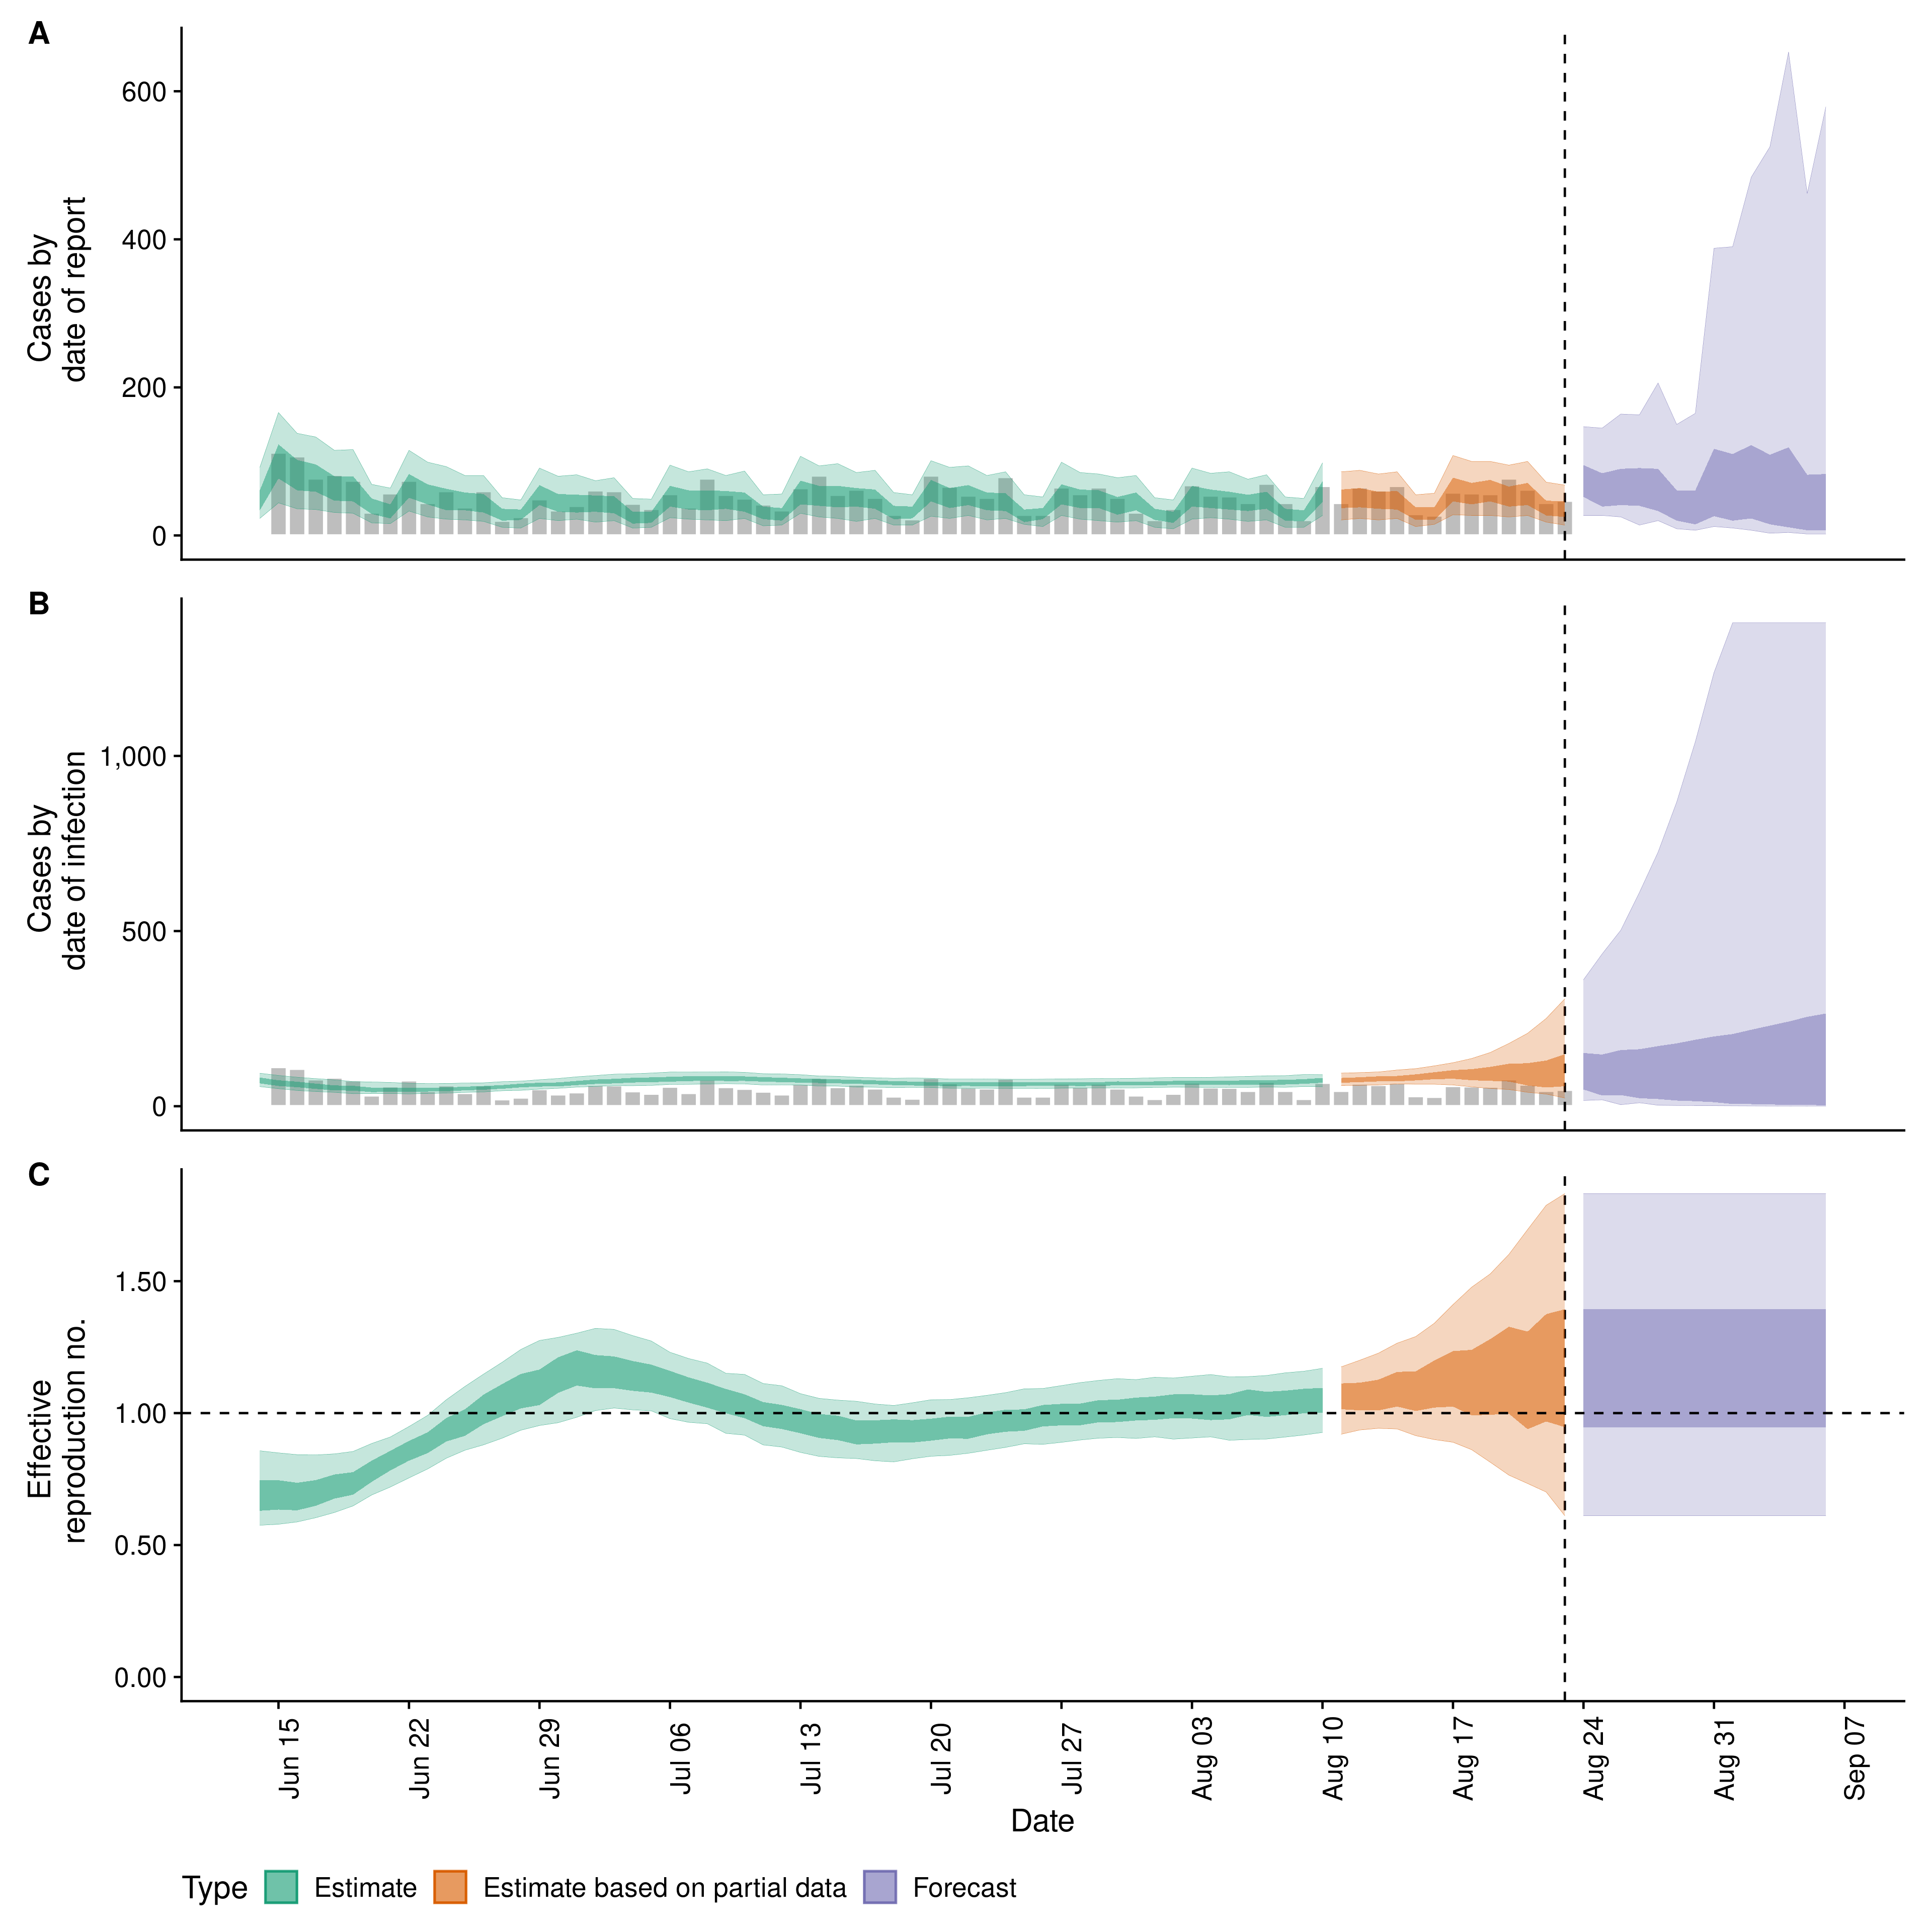 A
Cases by
date of report
600
400
200
0
B
Cases by
date of infection
1,000
500
0
C
Effective
reproduction no.
1.50
1.00
0.50
0.00
Jun 15
Jun 22
Jun 29
Jul 06
Jul 13
Jul 20
Jul 27
Aug 03
Aug 10
Aug 17
Aug 24
Aug 31
Sep 07
Date
Type Estimate Estimate based on partial data Forecast